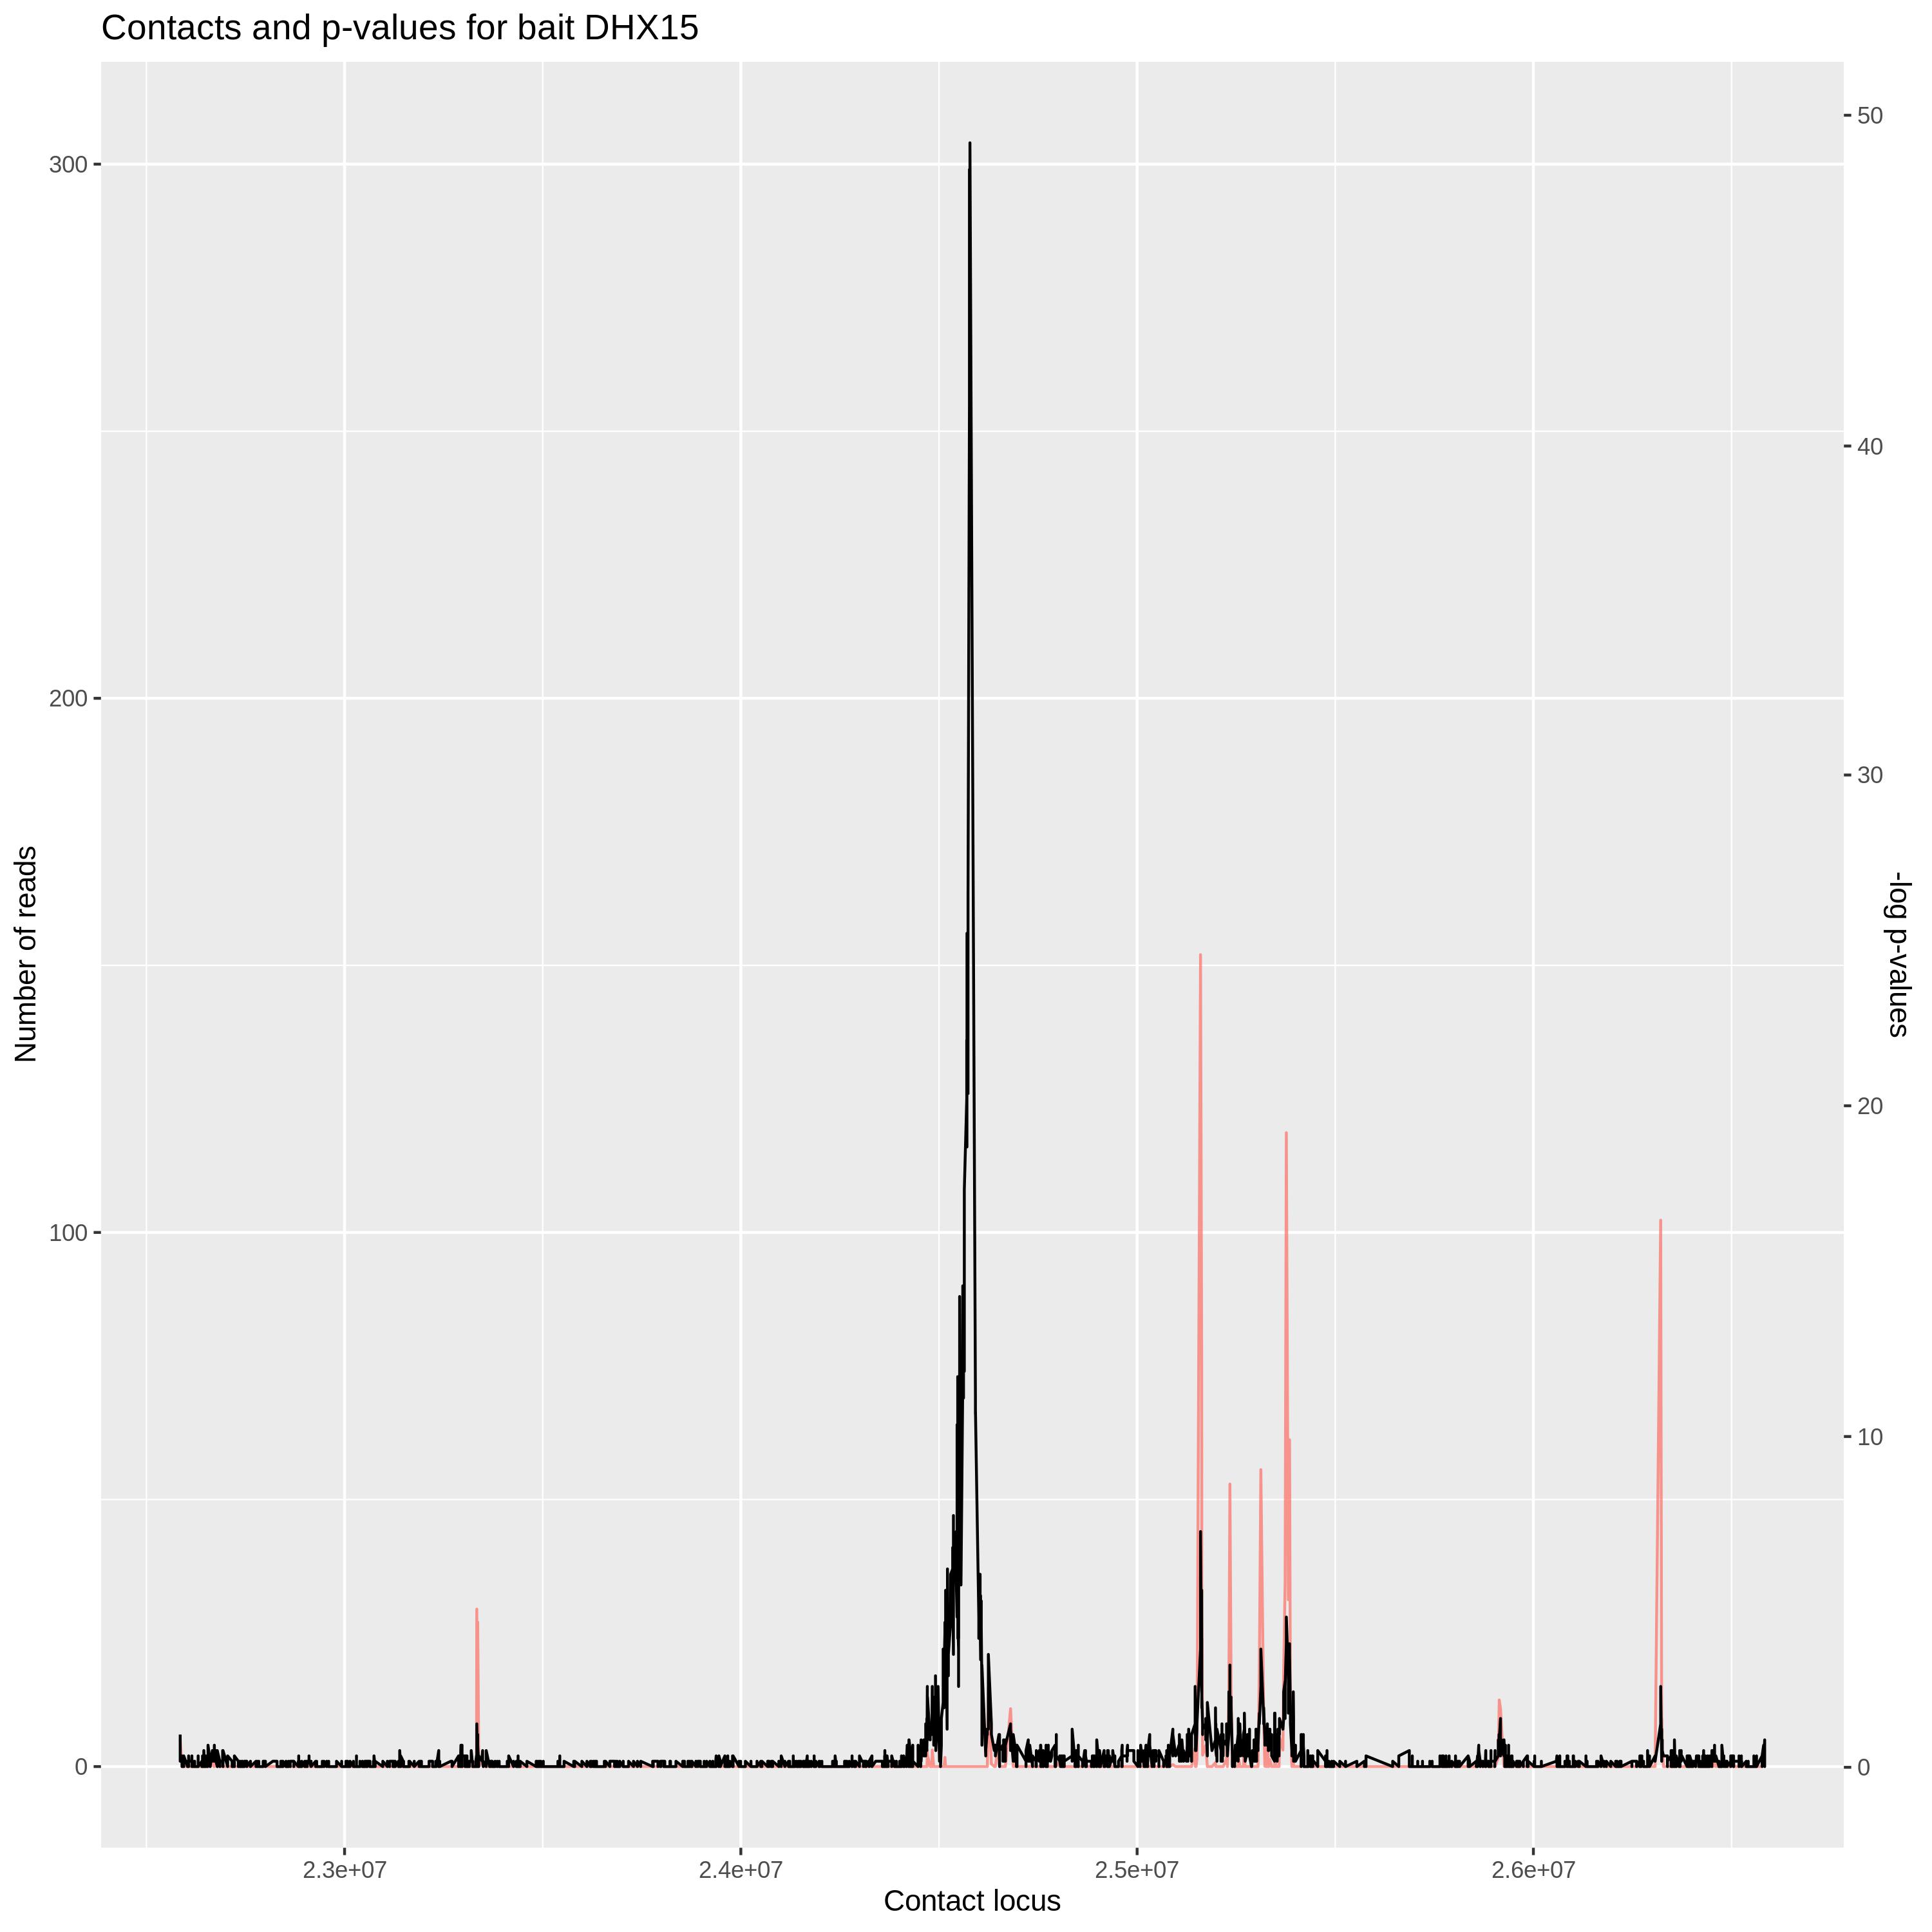 Contacts and p-values for bait DHX15
300
200
100
0
Number of reads
50
40
30
20
10
0
-log p-values
2.3e+07
2.4e+07
2.5e+07
2.6e+07
Contact locus